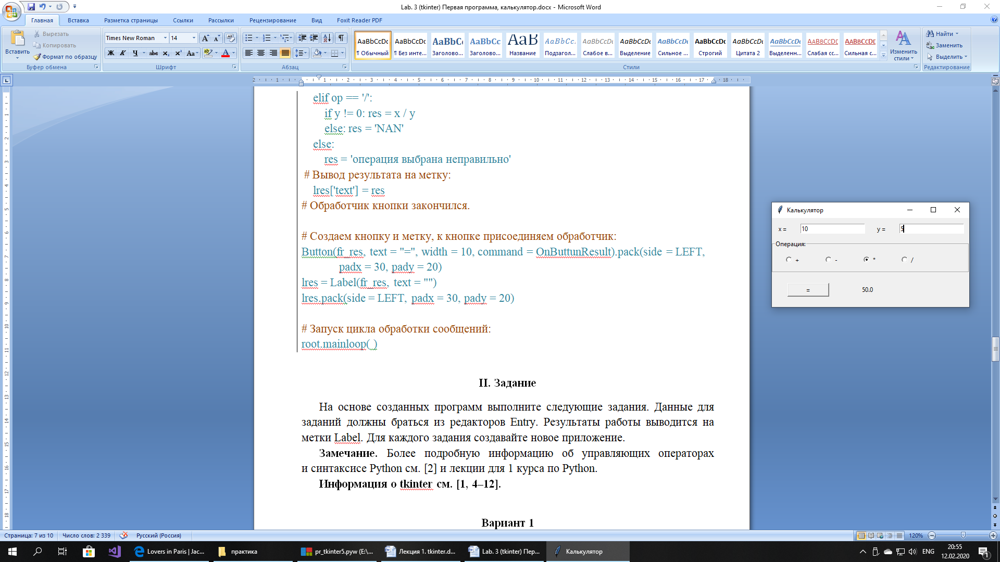 Lab. 3 (tkinter) Первая программа, калькулятор.docx - Microsoft Word
Главная Вставка Разметка страницы Ссылки Рассылки Рецензирование Вид Foxit Reader PDF
Вставить
Вырезать
Копировать
Формат по образцу
Буфер обмена
Times New Roman 14
Ж К Ч abc x₂ x² Aa
Шрифт
Абзац
AaBbCcDc AaBbCcDc AaBbC AaBbCc AaB AaBbCc. AaBbCcDc AaBbCcDc AaBbCcDc AaBbCcDc AaBbCcDc AaBbCcDc AABBCCDE AABBCCDE
¶ Обычный ¶ Без инте... Заголово... Заголово... Название Подзагол... Слабое в... Выделение Сильное ... Строгий Цитата 2 Выделенн... Слабая сс... Сильная с...
Изменить стили
Стили
Найти
Заменить
Выделить
Редактирование
elif op == '/':
if y != 0: res = x / y
else: res = 'NAN'
else:
res = 'операция выбрана неправильно'
# Вывод результата на метку:
lres['text'] = res
# Обработчик кнопки закончился.
# Создаем кнопку и метку, к кнопке присоединяем обработчик:
Button(fr_res, text = "=", width = 10, command = OnButtunResult).pack(side = LEFT,
padx = 30, pady = 20)
lres = Label(fr_res, text = "")
lres.pack(side = LEFT, padx = 30, pady = 20)
# Запуск цикла обработки сообщений:
root.mainloop( )
II. Задание
На основе созданных программ выполните следующие задания. Данные для
заданий должны браться из редакторов Entry. Результаты работы выводится на
метки Label. Для каждого задания создавайте новое приложение.
Замечание. Более подробную информацию об управляющих операторах
и синтаксисе Python см. [2] и лекции для 1 курса по Python.
Информация о tkinter см. [1, 4–12].
Вариант 1
Калькулятор
x = 10 y = 5
Операция:
+ - * /
= 50.0
Страница: 7 из 10 Число слов: 2 339 Русский (Россия) 120%
Lovers in Paris | Jac... практика pr_tkinter5.pyw (E:\... Лекция 1. tkinter.d... Lab. 3 (tkinter) Пер... Калькулятор
ENG 20:55
12.02.2020 1